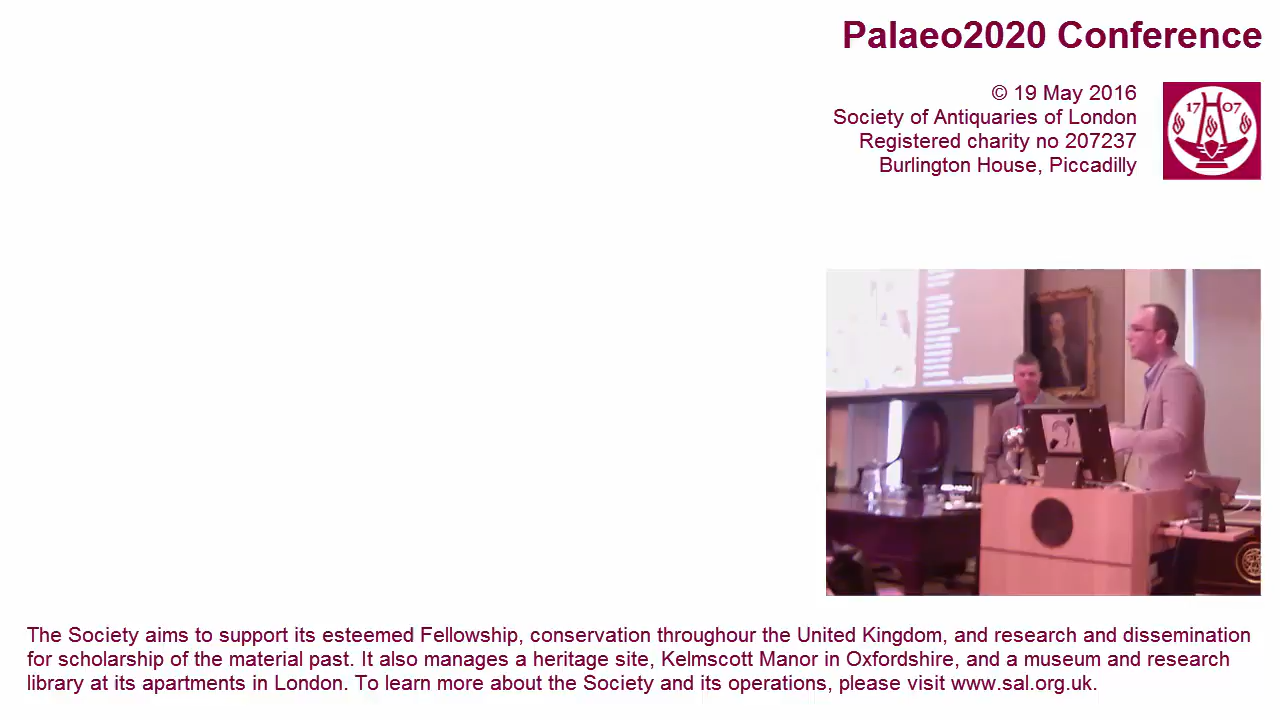 Palaeo2020 Conference
© 19 May 2016
Society of Antiquaries of London
Registered charity no 207237
Burlington House, Piccadilly
17 07
The Society aims to support its esteemed Fellowship, conservation throughour the United Kingdom, and research and dissemination
for scholarship of the material past. It also manages a heritage site, Kelmscott Manor in Oxfordshire, and a museum and research
library at its apartments in London. To learn more about the Society and its operations, please visit www.sal.org.uk.